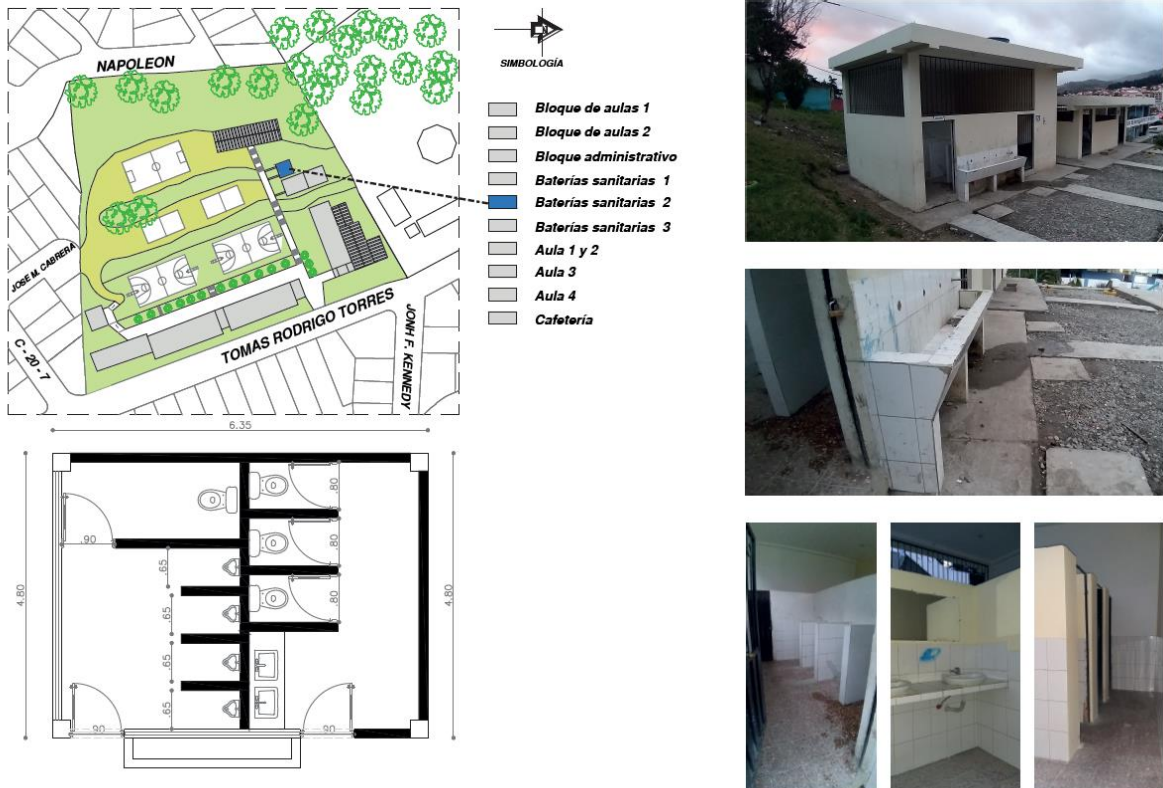 NAPOLEON
JOSE M. CABRERA
C - 20 - 7
TOMAS RODRIGO TORRES
JONH F. KENNEDY
SIMBOLOGÍA
Bloque de aulas 1
Bloque de aulas 2
Bloque administrativo
Baterías sanitarias 1
Baterías sanitarias 2
Baterías sanitarias 3
Aula 1 y 2
Aula 3
Aula 4
Cafetería
6.35
4.80
4.80
.80
.80
.80
.90
.65
.65
.65
.65
.90
.90